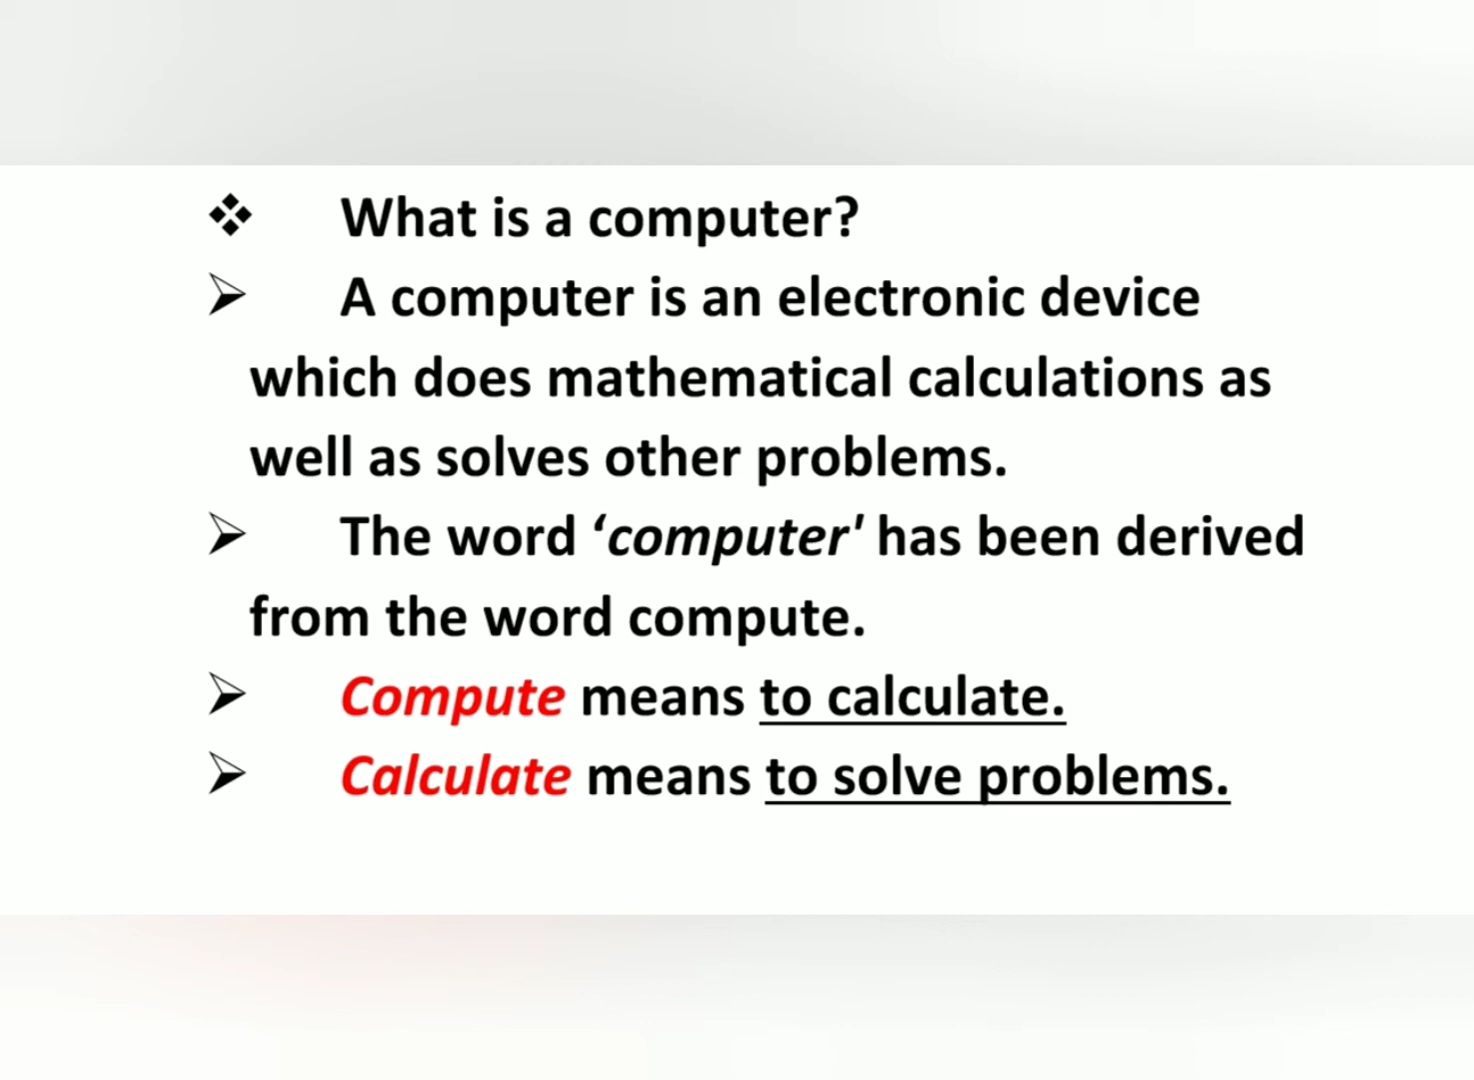 ❖ What is a computer?
➢ A computer is an electronic device
which does mathematical calculations as
well as solves other problems.
➢ The word ‘computer' has been derived
from the word compute.
➢ Compute means to calculate.
➢ Calculate means to solve problems.